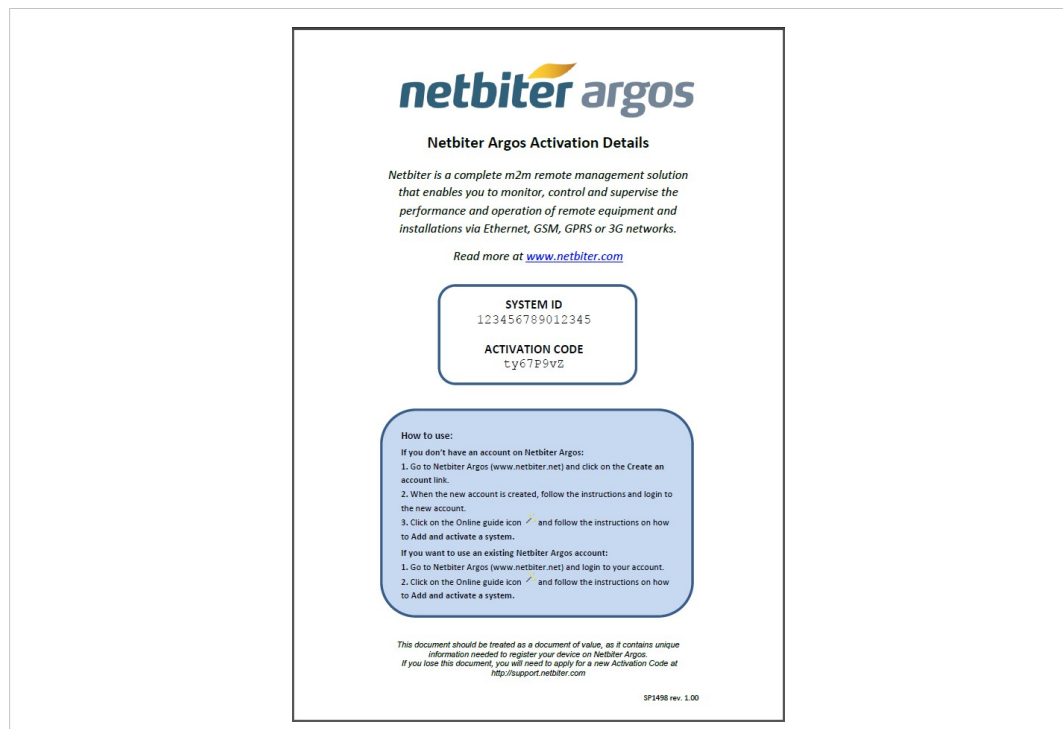 netbiter argos
Netbiter Argos Activation Details
Netbiter is a complete m2m remote management solution
that enables you to monitor, control and supervise the
performance and operation of remote equipment and
installations via Ethernet, GSM, GPRS or 3G networks.
Read more at www.netbiter.com
SYSTEM ID
123456789012345
ACTIVATION CODE
ty67P9vZ
How to use:
If you don't have an account on Netbiter Argos:
1. Go to Netbiter Argos (www.netbiter.net) and click on the Create an
account link.
2. When the new account is created, follow the instructions and login to
the new account.
3. Click on the Online guide icon and follow the instructions on how
to Add and activate a system.
If you want to use an existing Netbiter Argos account:
1. Go to Netbiter Argos (www.netbiter.net) and login to your account.
2. Click on the Online guide icon and follow the instructions on how
to Add and activate a system.
This document should be treated as a document of value, as it contains unique
information needed to register your device on Netbiter Argos.
If you lose this document, you will need to apply for a new Activation Code at
http://support.netbiter.com
SP1498 rev. 1.00